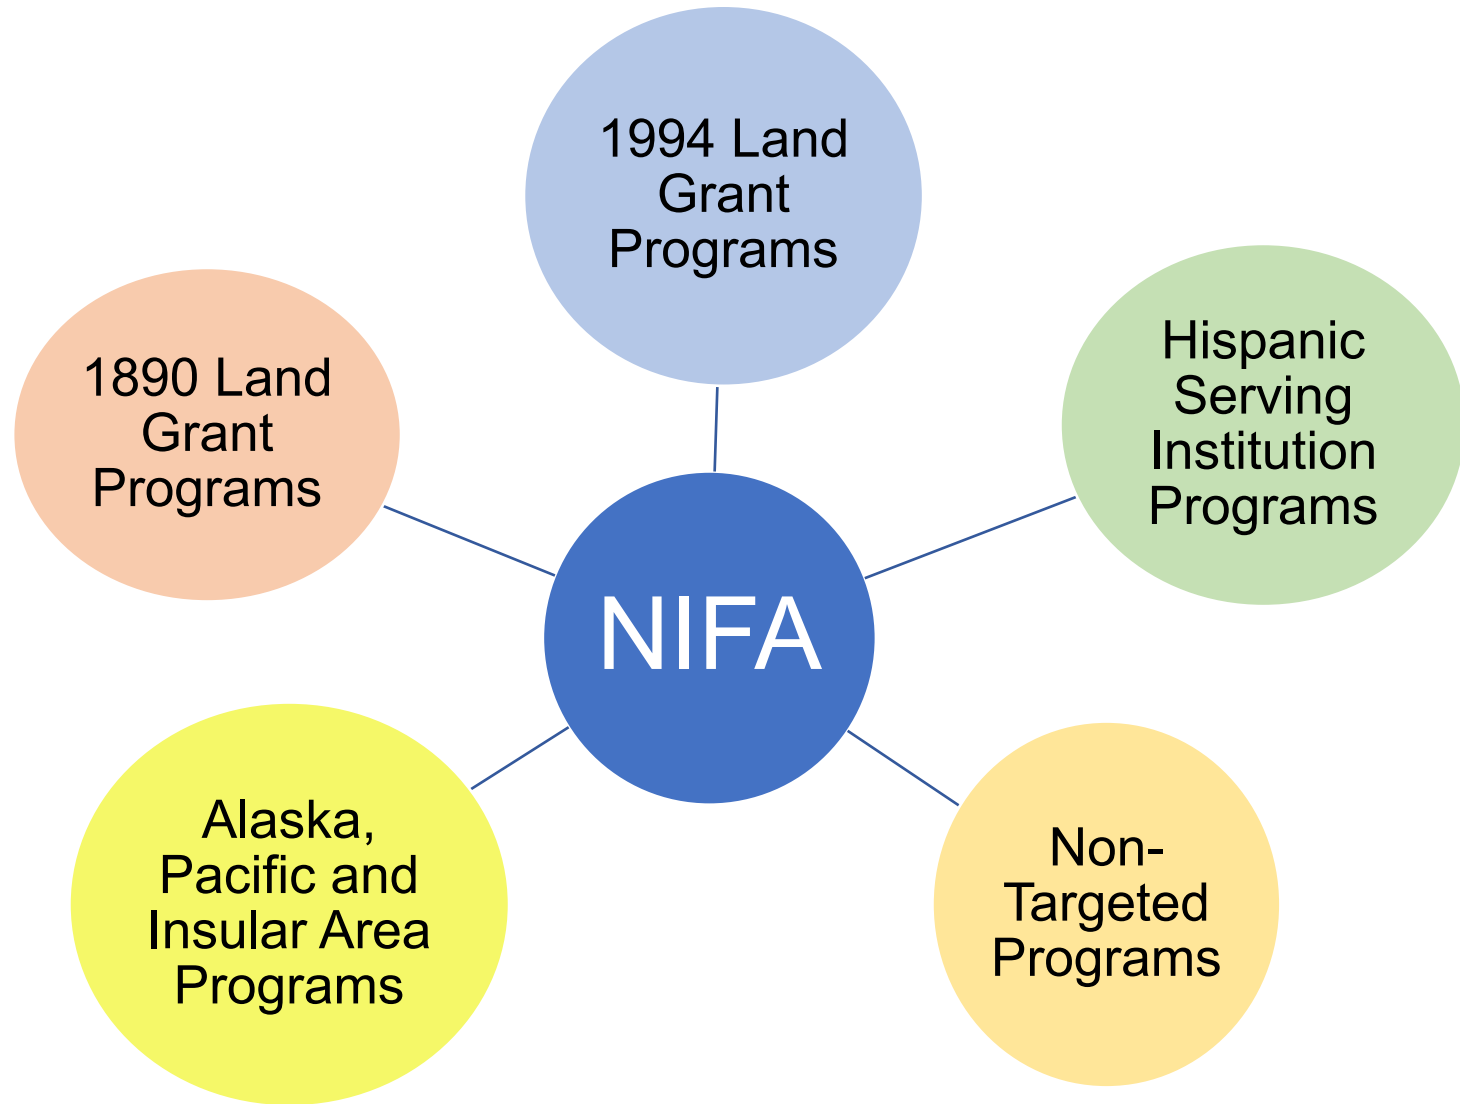 1994 Land
Grant
Programs
1890 Land
Grant
Programs
Hispanic
Serving
Institution
Programs
NIFA
Alaska,
Pacific and
Insular Area
Programs
Non-
Targeted
Programs